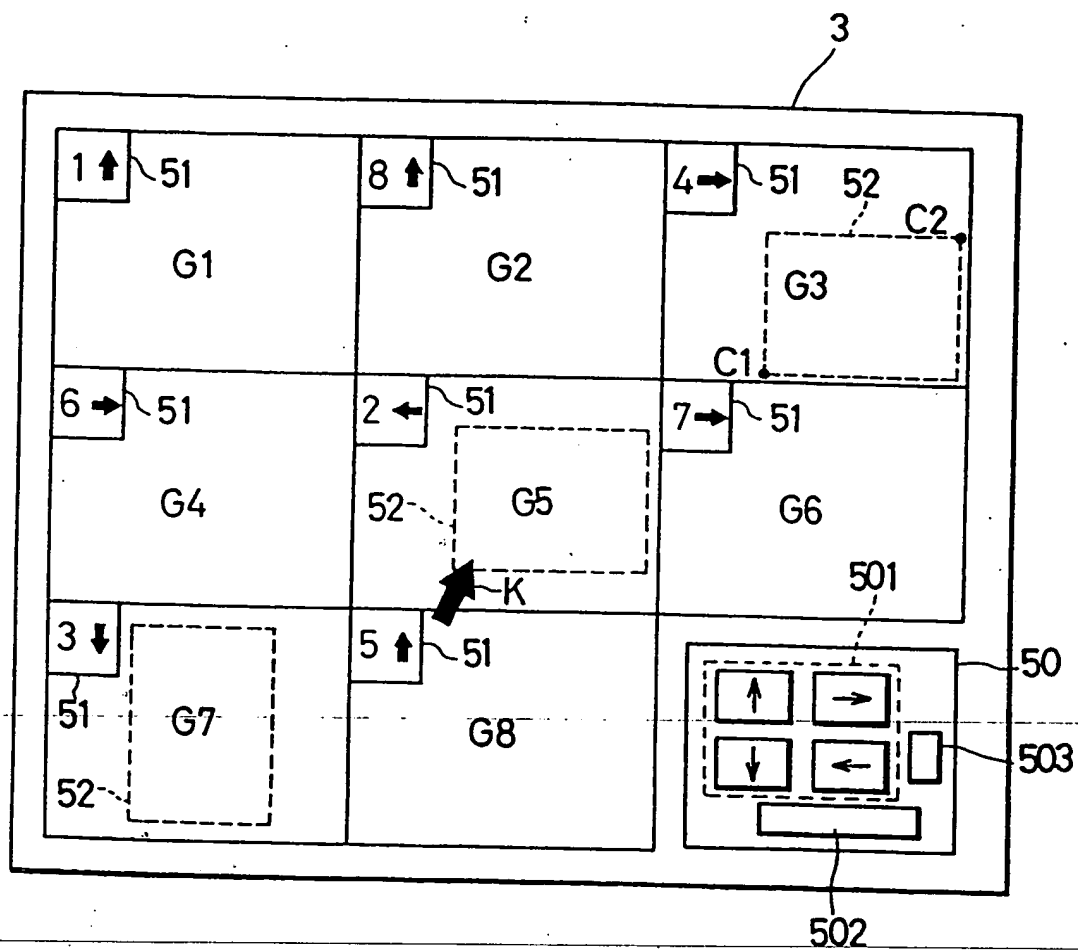 3
1 ↑ 51 8 ↑ 51 4 → 51 52 C2
G1 G2 G3
C1
6 → 51 2 ← 51 7 → 51
G4 52 G5 G6
K 501
3 ↓ 5 ↑ 51 50
51 G7 G8 ↑ →
503
52 ↓ ←
502